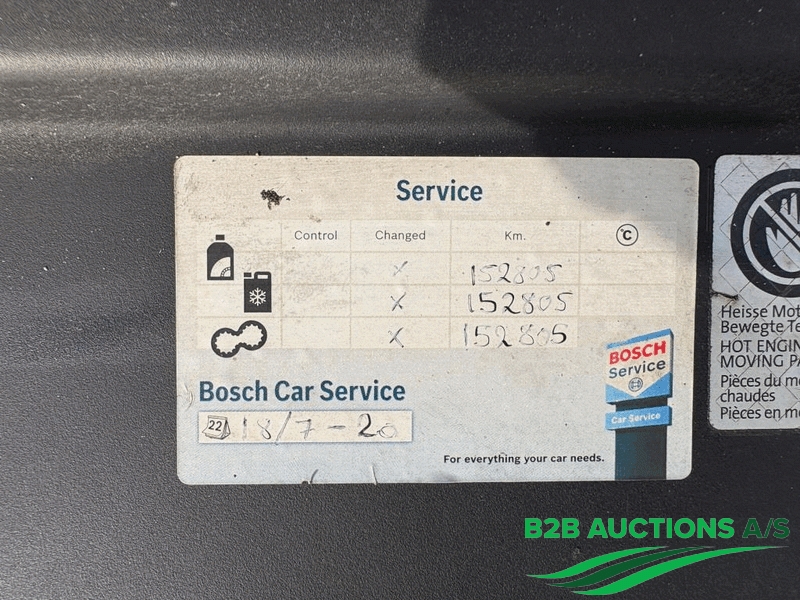 Service
Control Changed Km. °C
x 152805
x 152805
x 152805
BOSCH
Service
Car Service
Bosch Car Service
22 18/7-20
For everything your car needs.
Heisse Mot
Bewegte Te
HOT ENGIN
MOVING PA
Pièces du mo
chaudes
Pièces en m
B2B AUCTIONS A/S